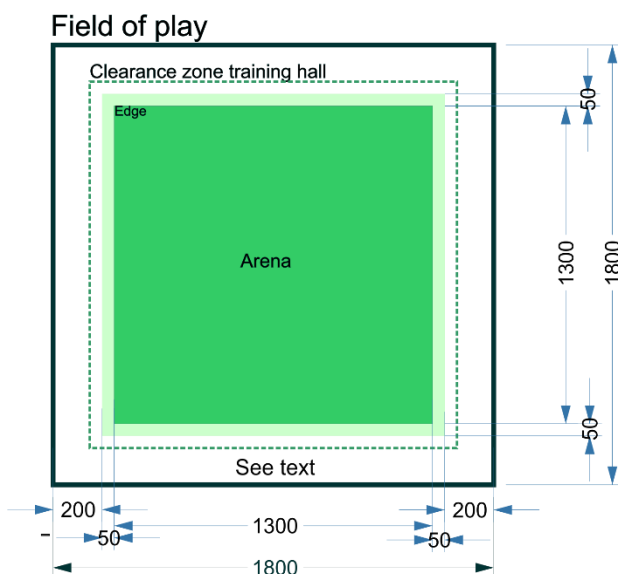 Field of play
Clearance zone training hall
Edge
Arena
See text
50
1300
1800
50
200
200
1300
50
50
1800